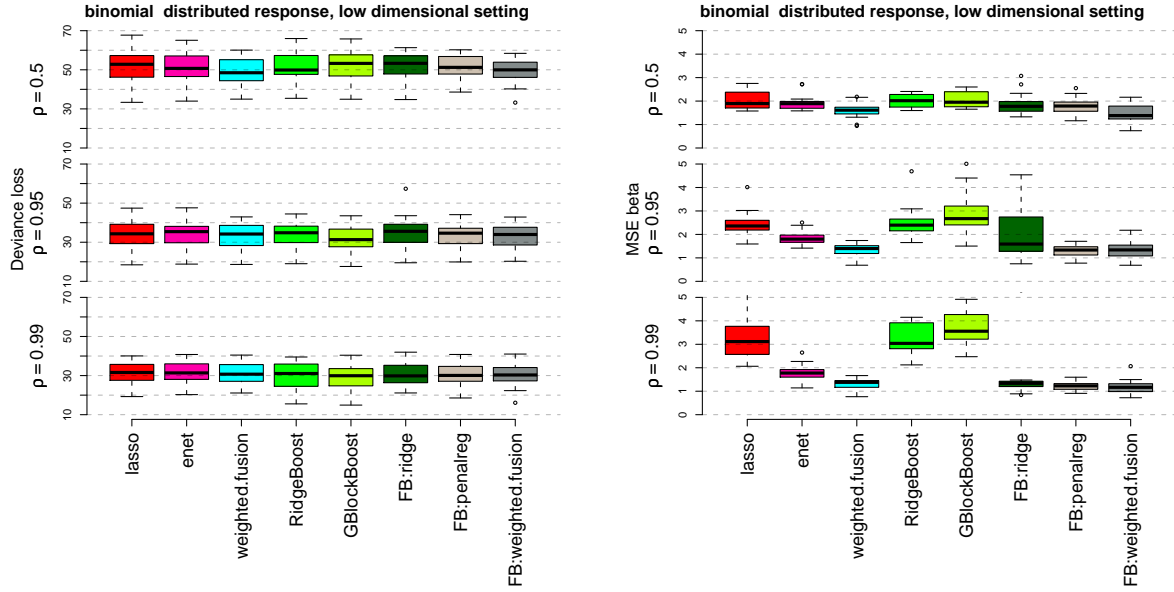 binomial distributed response, low dimensional setting
Deviance loss
ρ = 0.5
70
50
30
10
ρ = 0.95
70
50
30
10
ρ = 0.99
70
50
30
10
lasso
enet
weighted.fusion
RidgeBoost
GBlockBoost
FB:ridge
FB:penalreg
FB:weighted.fusion
binomial distributed response, low dimensional setting
MSE beta
ρ = 0.5
5
4
3
2
1
0
ρ = 0.95
5
4
3
2
1
0
ρ = 0.99
5
4
3
2
1
0
lasso
enet
weighted.fusion
RidgeBoost
GBlockBoost
FB:ridge
FB:penalreg
FB:weighted.fusion